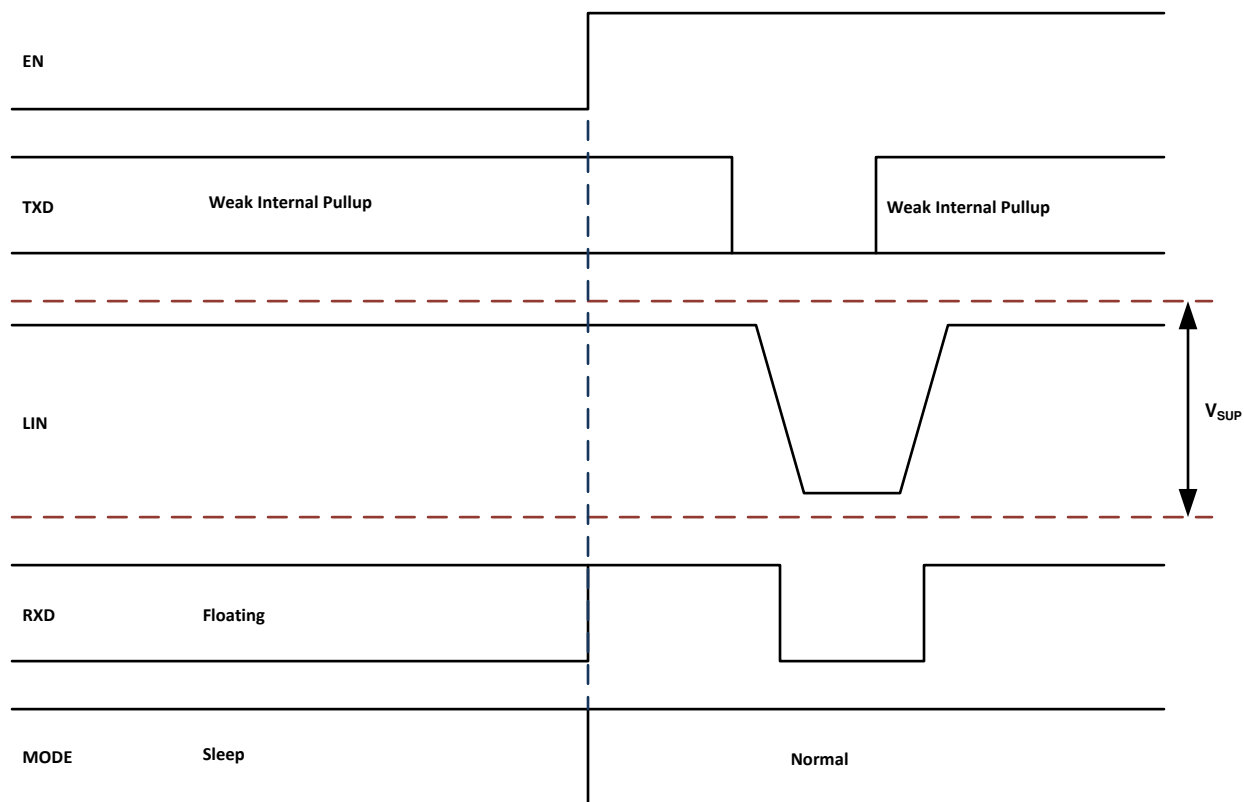 EN
TXD
Weak Internal Pullup
Weak Internal Pullup
LIN
VSUP
RXD
Floating
MODE
Sleep
Normal